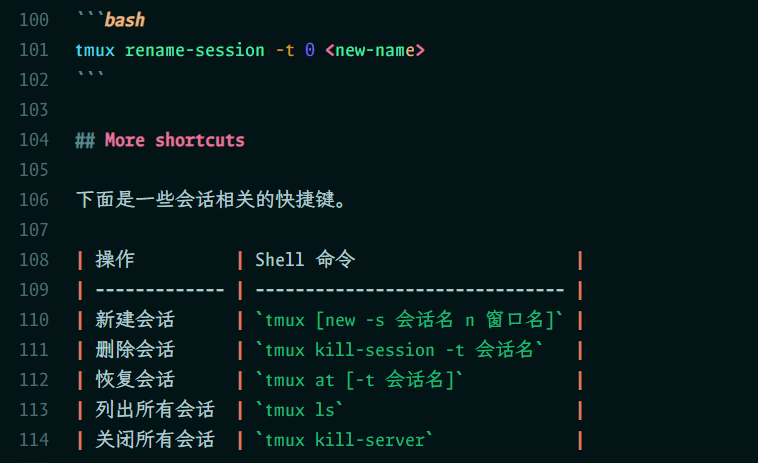 100 ```bash
101 tmux rename-session -t 0 <new-name>
102 ```
103
104 ## More shortcuts
105
106 下面是一些会话相关的快捷键。
107
108 | 操作          | Shell 命令                      |
109 | ------------- | ------------------------------- |
110 | 新建会话      | `tmux [new -s 会话名 n 窗口名]` |
111 | 删除会话      | `tmux kill-session -t 会话名`   |
112 | 恢复会话      | `tmux at [-t 会话名]`           |
113 | 列出所有会话  | `tmux ls`                       |
114 | 关闭所有会话  | `tmux kill-server`              |